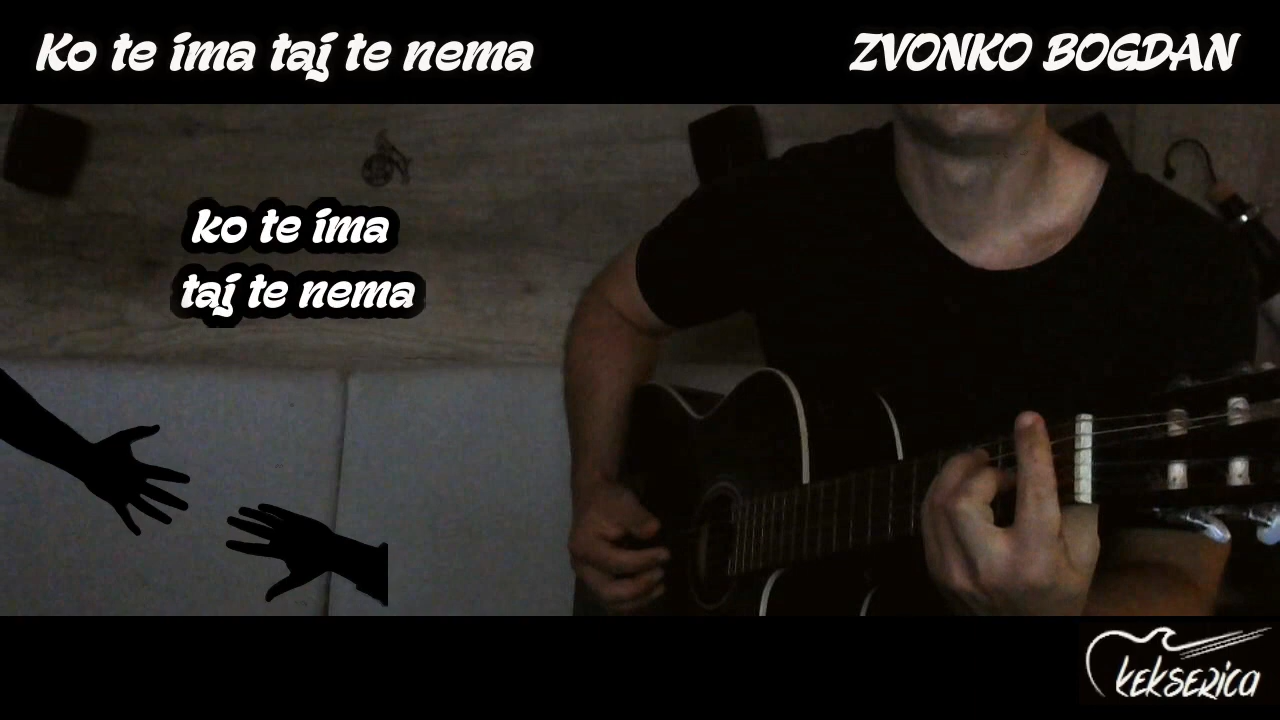 Ko te ima taj te nema
ZVONKO BOGDAN
ko te ima
taj te nema
KEKSERICA